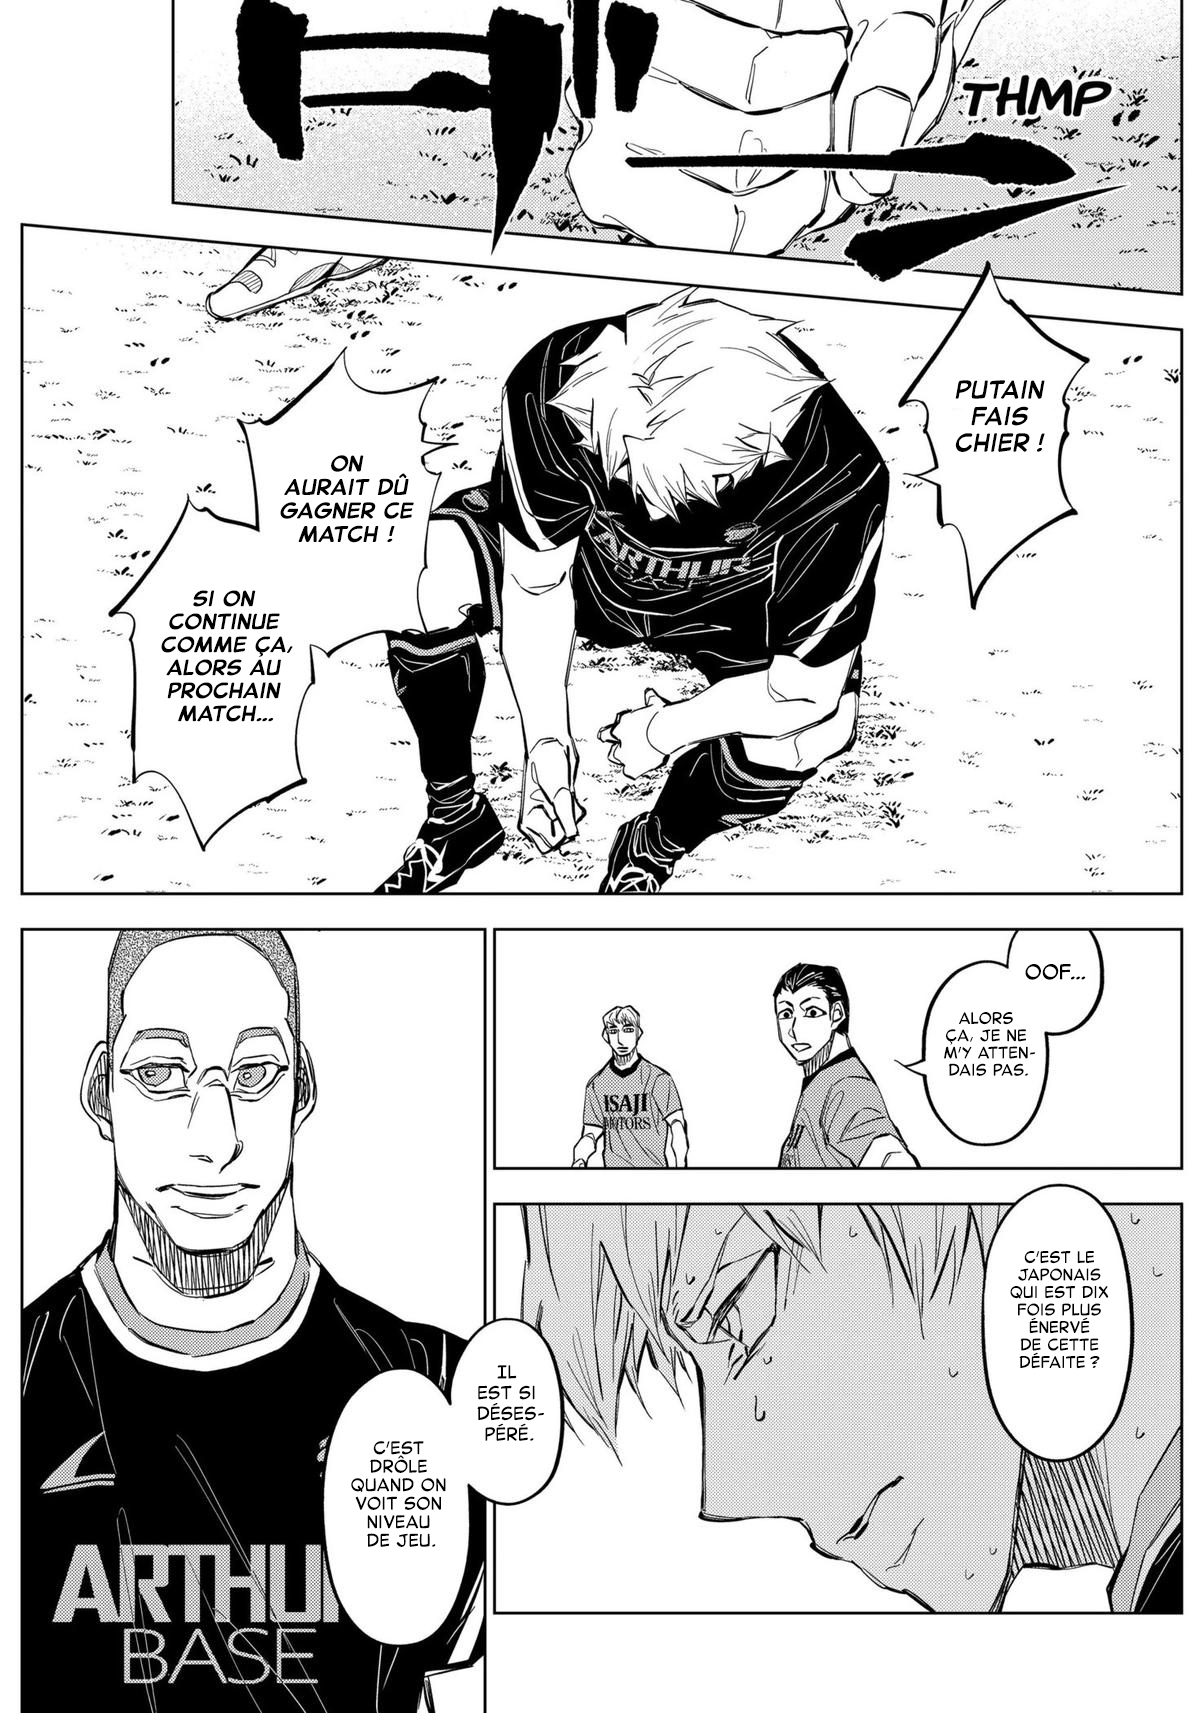 THMP
PUTAIN
FAIS
CHIER !
ON
AURAIT DÛ
GAGNER CE
MATCH !
SI ON
CONTINUE
COMME ÇA,
ALORS AU
PROCHAIN
MATCH...
ARTHUR
OOF...
ALORS
ÇA, JE NE
M'Y ATTEN-
DAIS PAS.
ISAJI
MOTORS
C'EST LE
JAPONAIS
QUI EST DIX
FOIS PLUS
ÉNERVÉ
DE CETTE
DÉFAITE ?
IL
EST SI
DÉSES-
PÉRÉ.
C'EST
DRÔLE
QUAND ON
VOIT SON
NIVEAU
DE JEU.
ARTHUR
BASE